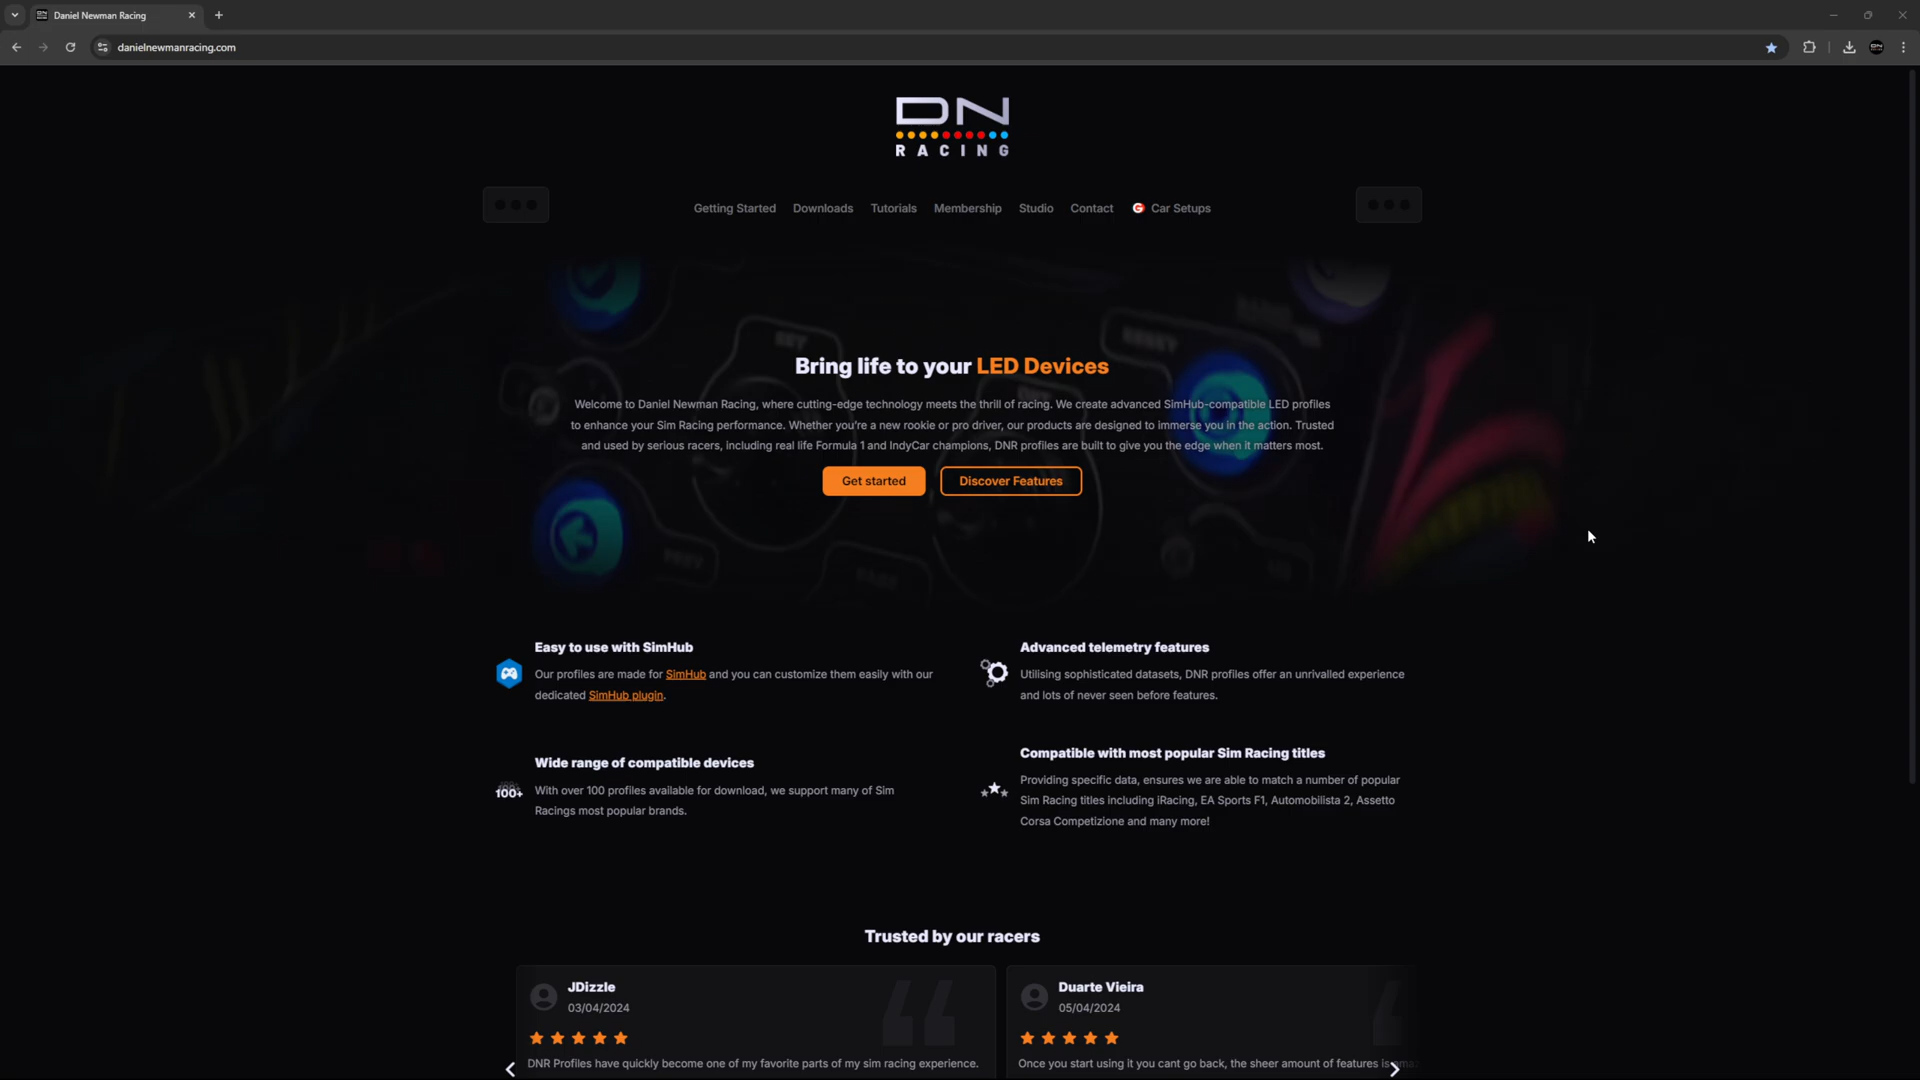 Daniel Newman Racing
danielnewmanracing.com
DN
RACING
Getting Started Downloads Tutorials Membership Studio Contact Car Setups
Bring life to your LED Devices
Welcome to Daniel Newman Racing, where cutting-edge technology meets the thrill of racing. We create advanced SimHub-compatible LED profiles
to enhance your Sim Racing performance. Whether you're a new rookie or pro driver, our products are designed to immerse you in the action. Trusted
and used by serious racers, including real life Formula 1 and IndyCar champions, DNR profiles are built to give you the edge when it matters most.
Get started Discover Features
Easy to use with SimHub
Our profiles are made for SimHub and you can customize them easily with our
dedicated SimHub plugin.
Advanced telemetry features
Utilising sophisticated datasets, DNR profiles offer an unrivalled experience
and lots of never seen before features.
Wide range of compatible devices
100+
With over 100 profiles available for download, we support many of Sim
Racings most popular brands.
Compatible with most popular Sim Racing titles
Providing specific data, ensures we are able to match a number of popular
Sim Racing titles including iRacing, EA Sports F1, Automobilista 2, Assetto
Corsa Competizione and many more!
Trusted by our racers
JDizzle
03/04/2024
DNR Profiles have quickly become one of my favorite parts of my sim racing experience.
Duarte Vieira
05/04/2024
Once you start using it you cant go back, the sheer amount of features is